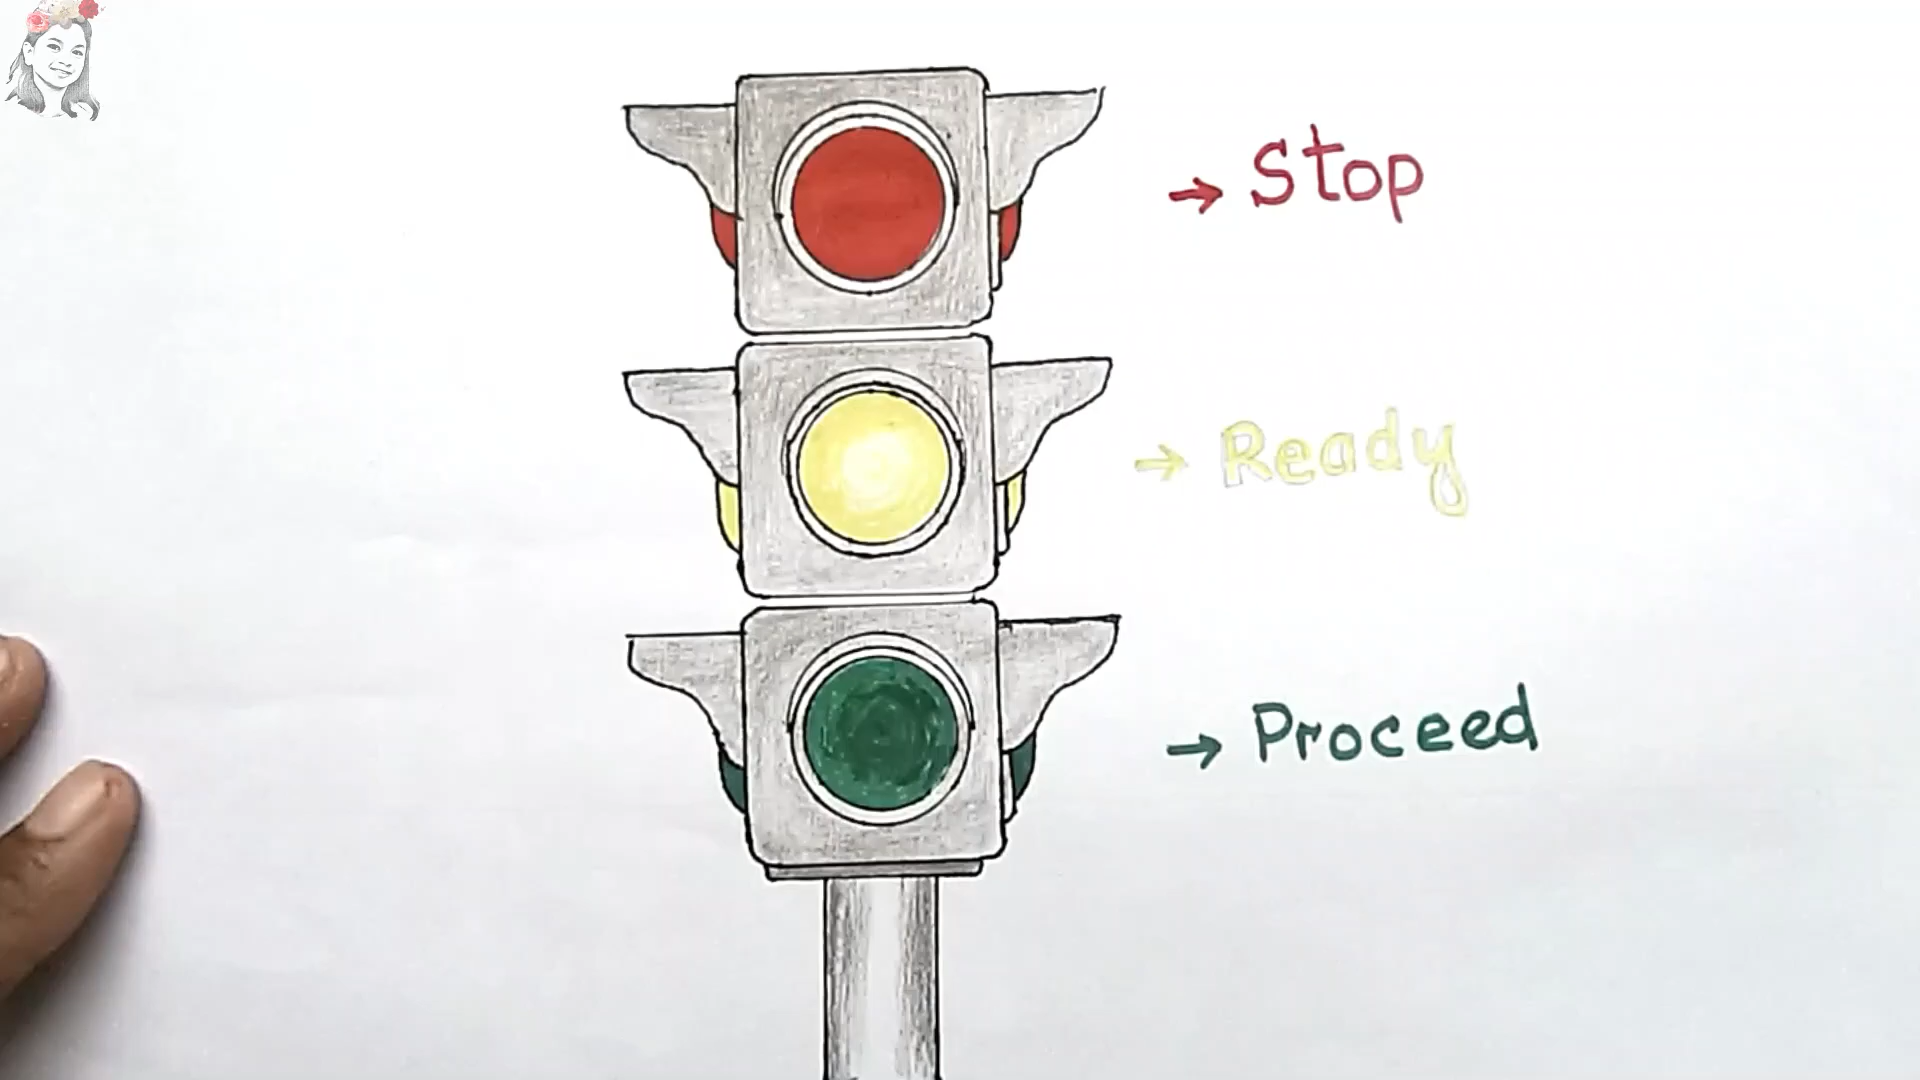 → Stop
→ Ready
→ Proceed